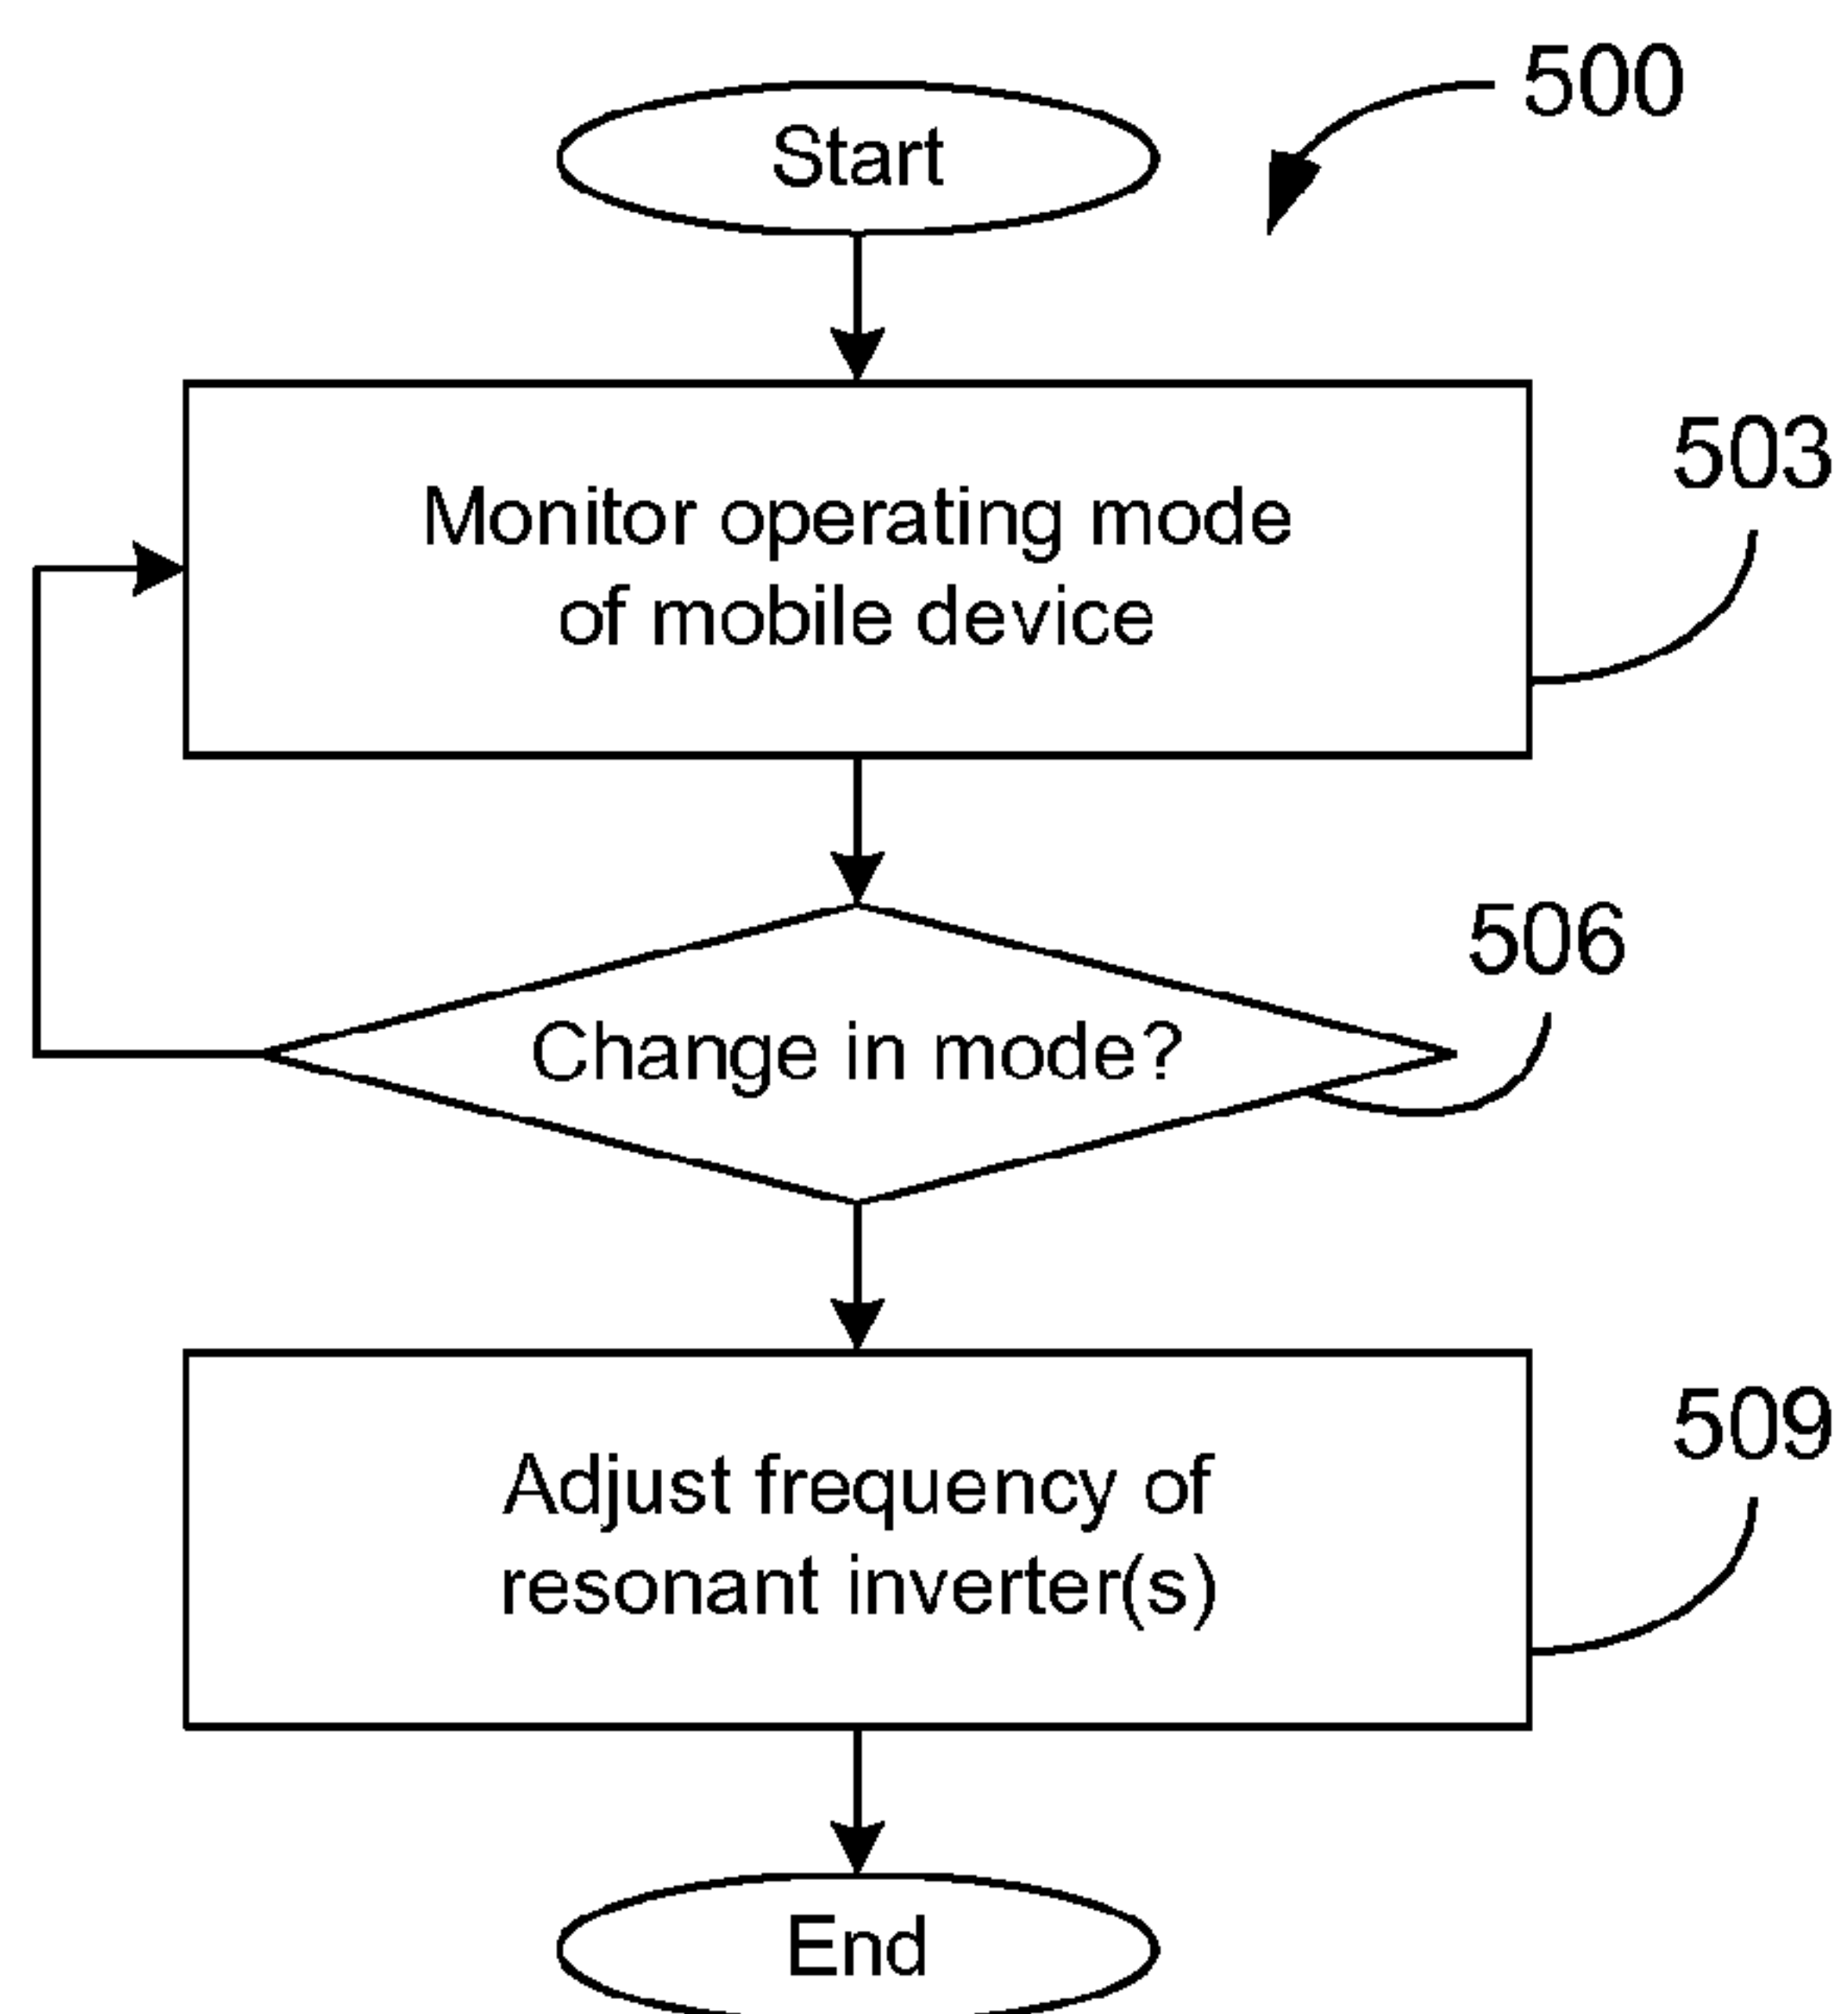 Start
500
Monitor operating mode
of mobile device
503
Change in mode?
506
Adjust frequency of
resonant inverter(s)
509
End